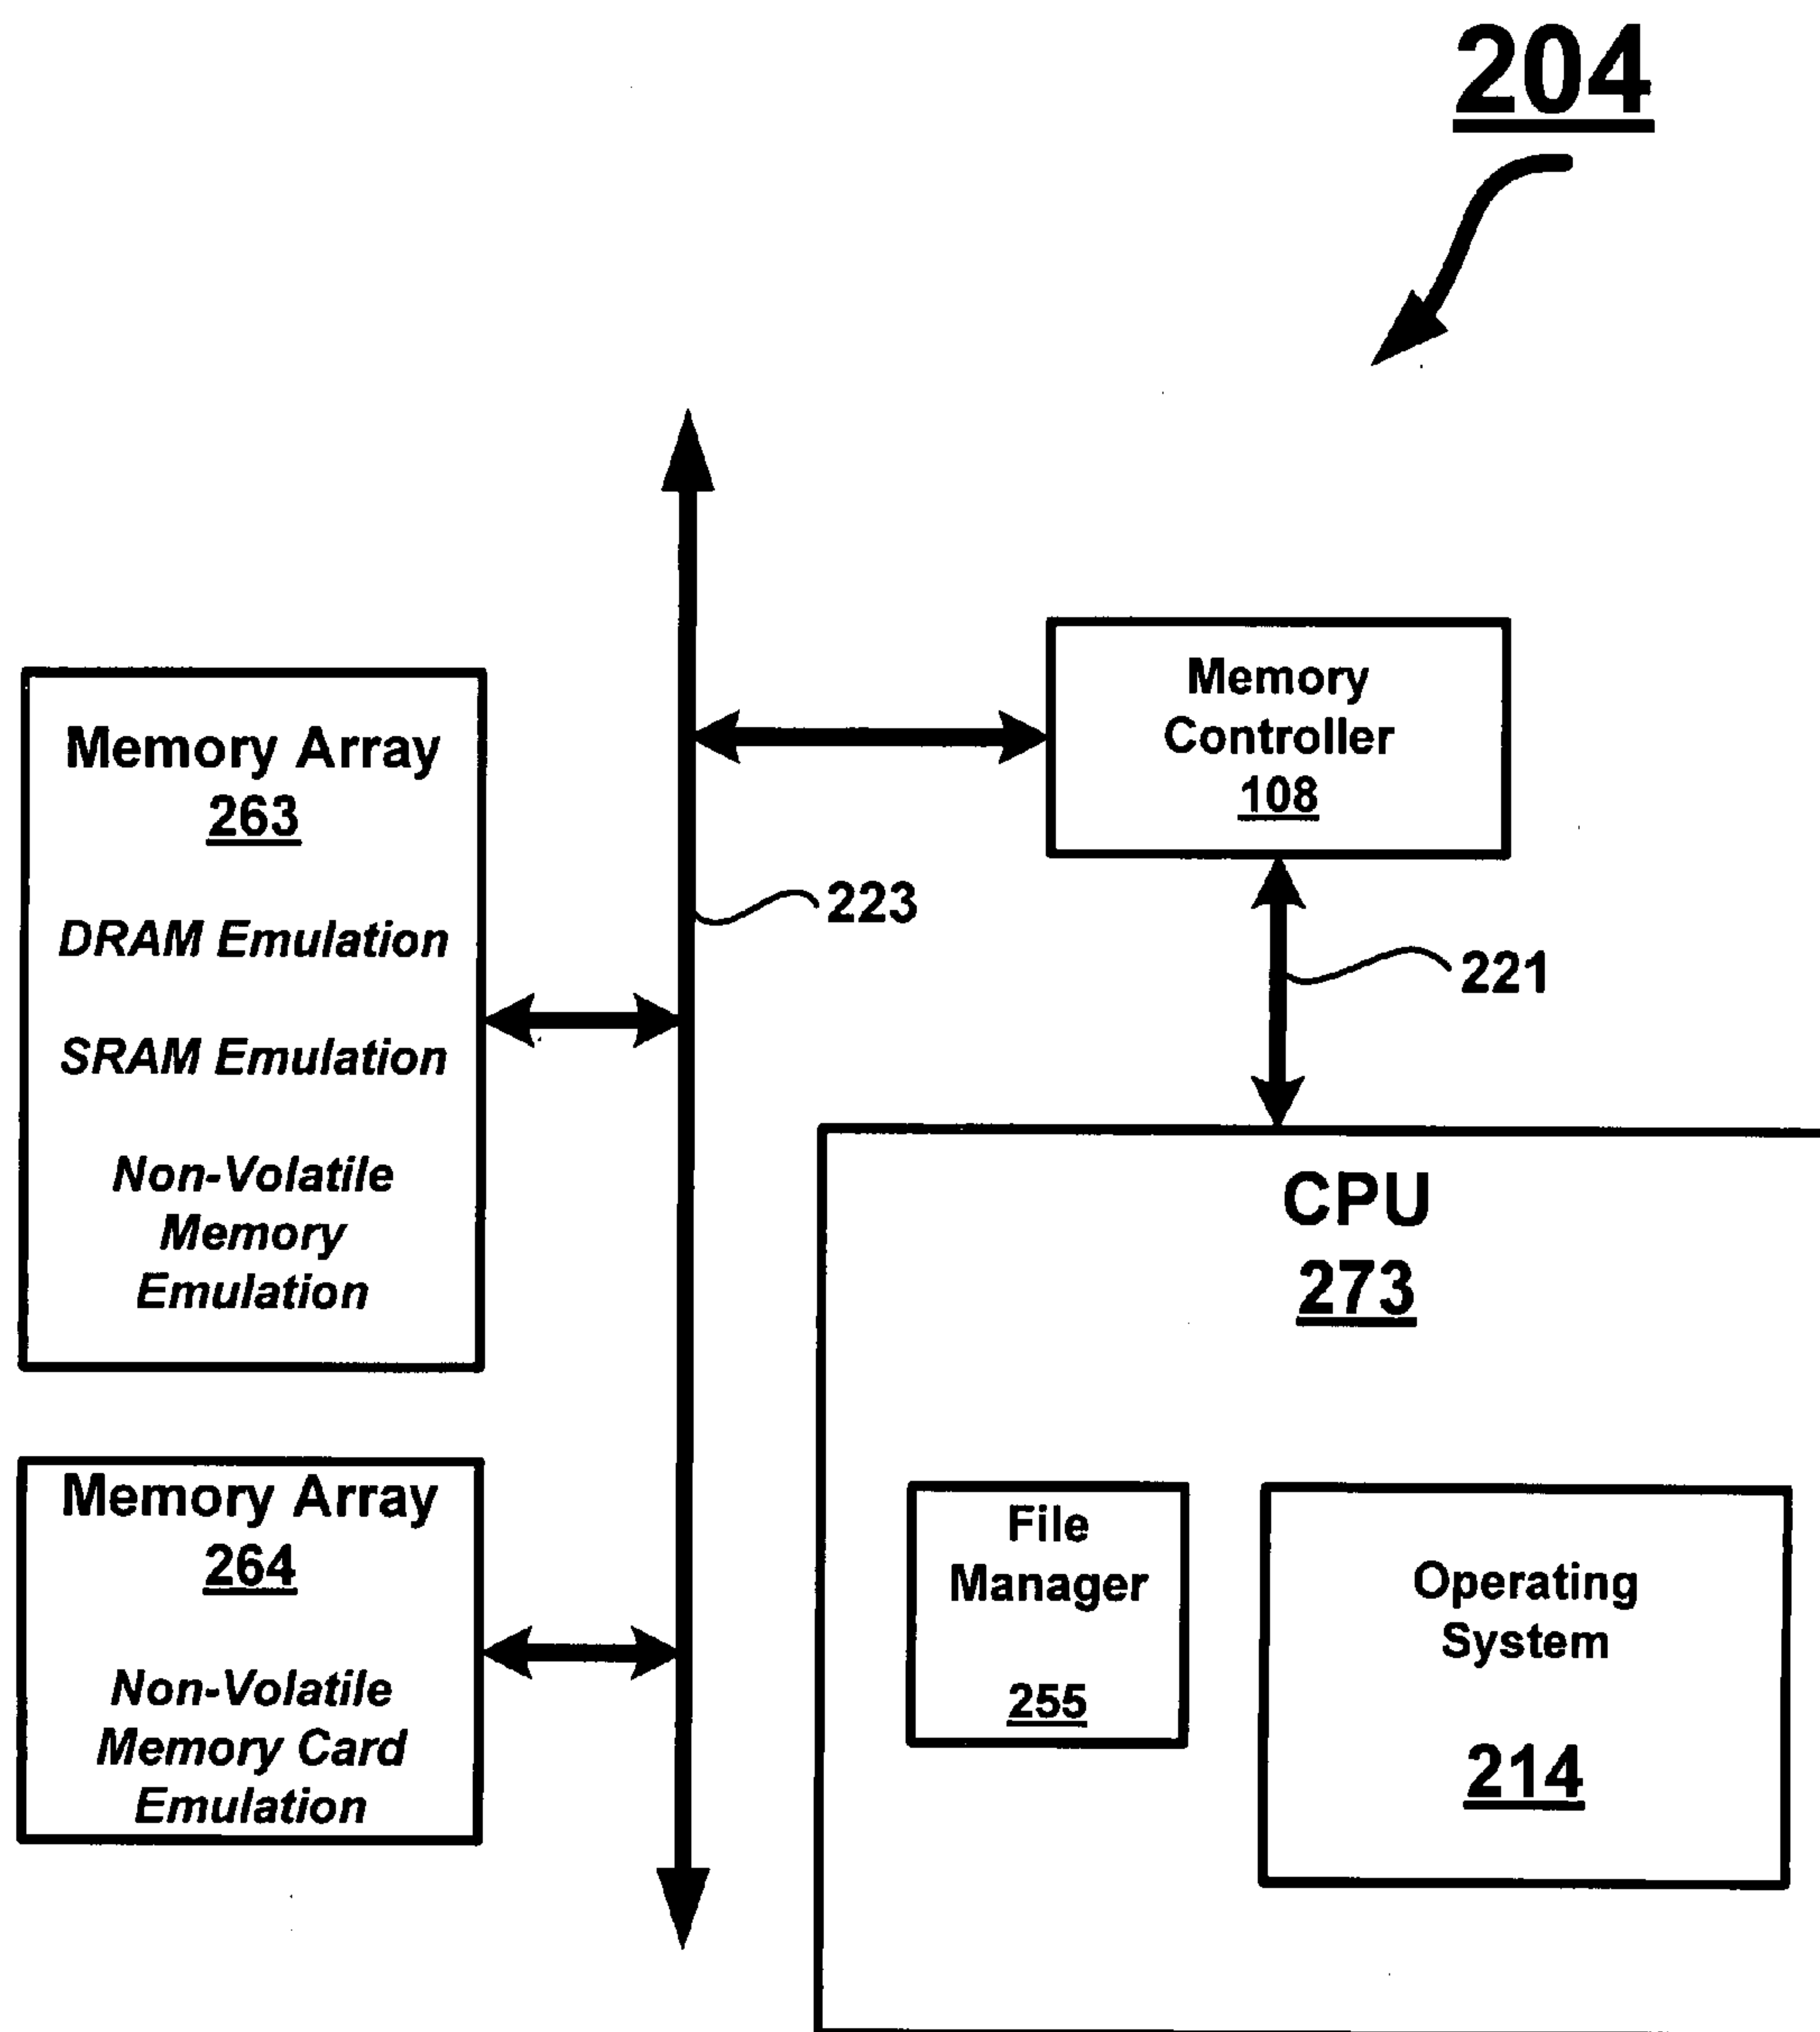 204
Memory
Controller
108
Memory Array
263
DRAM Emulation
SRAM Emulation
Non-Volatile
Memory
Emulation
223
221
CPU
273
Memory Array
264
Non-Volatile
Memory Card
Emulation
File
Manager
255
Operating
System
214